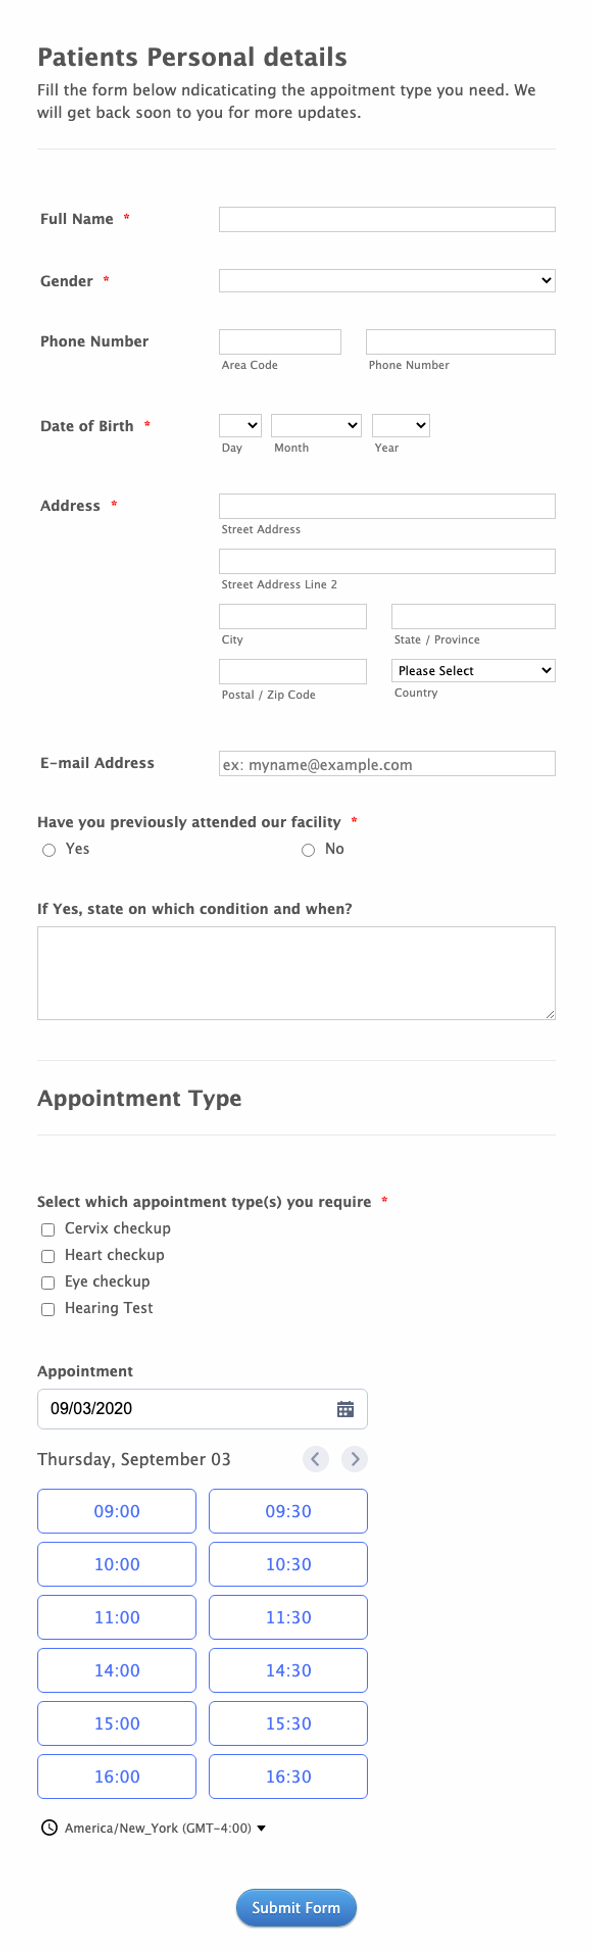 Patients Personal details
Fill the form below ndicaticating the appoitment type you need. We
will get back soon to you for more updates.
Full Name *
Gender *
Phone Number
Area Code Phone Number
Date of Birth *
Day Month Year
Address *
Street Address
Street Address Line 2
City State / Province
Please Select
Postal / Zip Code Country
E-mail Address ex: myname@example.com
Have you previously attended our facility *
Yes No
If Yes, state on which condition and when?
Appointment Type
Select which appointment type(s) you require *
Cervix checkup
Heart checkup
Eye checkup
Hearing Test
Appointment
09/03/2020
Thursday, September 03
09:00 09:30
10:00 10:30
11:00 11:30
14:00 14:30
15:00 15:30
16:00 16:30
America/New_York (GMT-4:00)
Submit Form